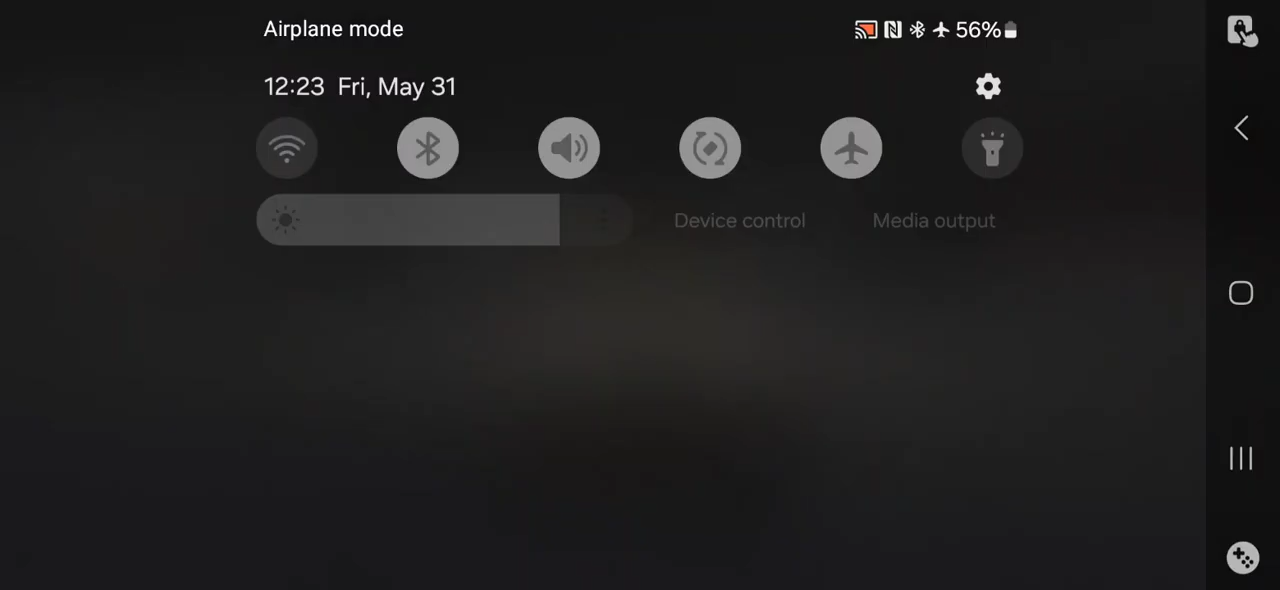 Airplane mode
56%
12:23 Fri, May 31
Device control
Media output